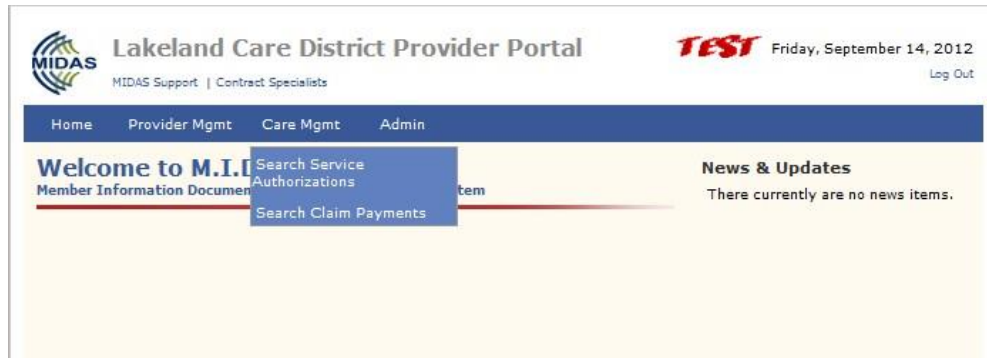 MIDAS
Lakeland Care District Provider Portal
TEST
Friday, September 14, 2012
MIDAS Support | Contract Specialists
Log Out
Home Provider Mgmt Care Mgmt Admin
Welcome to M.I.D
Search Service
Authorizations
Search Claim Payments
Member Information Documen
tem
News & Updates
There currently are no news items.